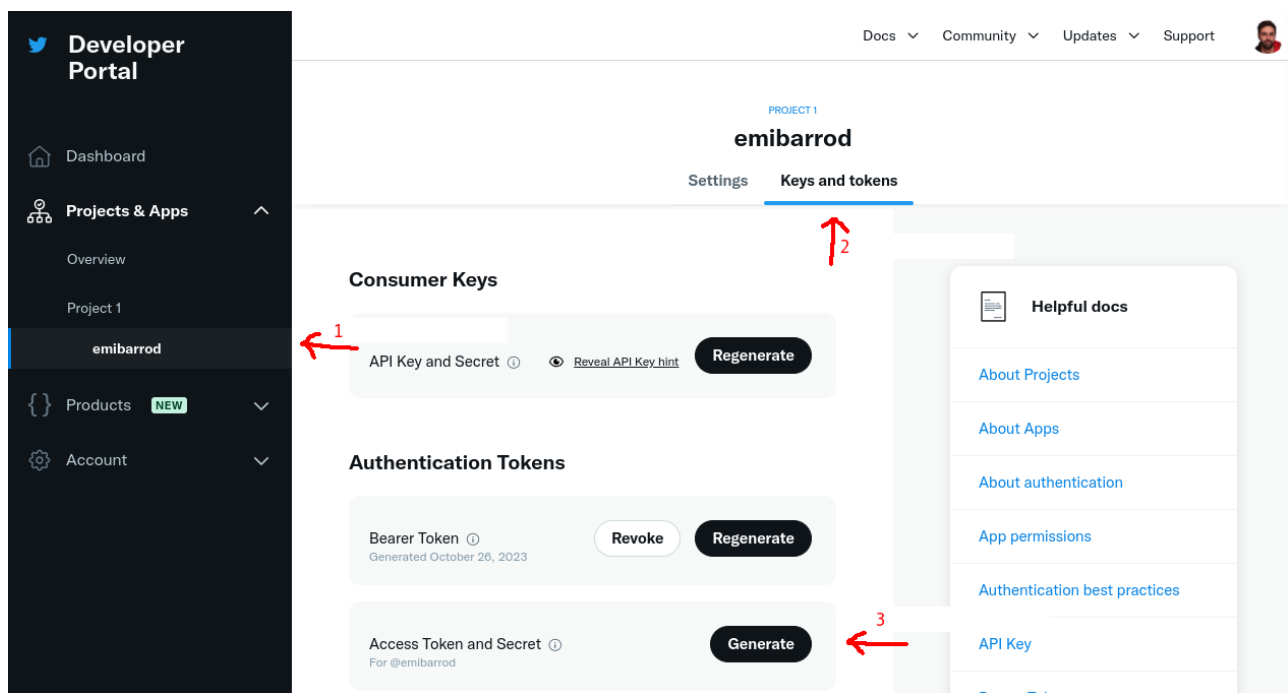 Developer
Portal
Docs
Community
Updates
Support
Dashboard
Projects & Apps
Overview
Project 1
emibarrod
Products NEW
Account
PROJECT 1
emibarrod
Settings
Keys and tokens
2
1
3
Consumer Keys
API Key and Secret
Reveal API Key hint
Regenerate
Authentication Tokens
Bearer Token
Generated October 26, 2023
Revoke
Regenerate
Access Token and Secret
For @emibarrod
Generate
Helpful docs
About Projects
About Apps
About authentication
App permissions
Authentication best practices
API Key